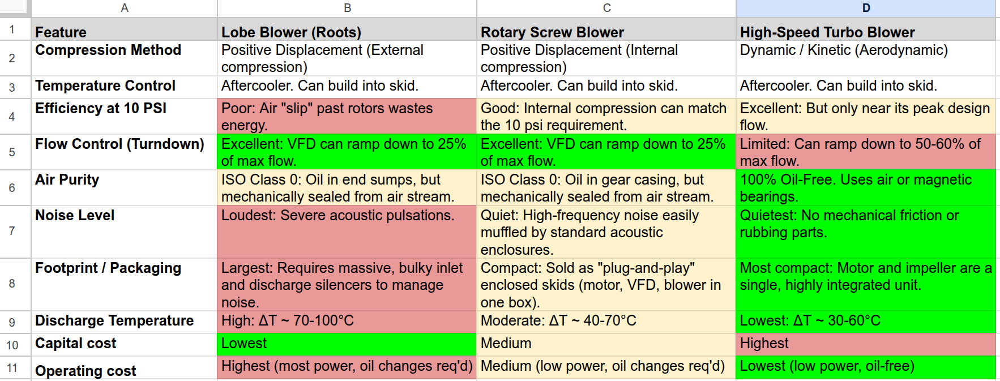 A B C D
1 Feature Lobe Blower (Roots) Rotary Screw Blower High-Speed Turbo Blower
2 Compression Method Positive Displacement (External Positive Displacement (Internal Dynamic / Kinetic (Aerodynamic)
compression) compression)
3 Temperature Control Aftercooler. Can build into skid. Aftercooler. Can build into skid. Aftercooler. Can build into skid.
4 Efficiency at 10 PSI Poor: Air "slip" past rotors wastes Good: Internal compression can match Excellent: But only near its peak design
energy. the 10 psi requirement. flow.
5 Flow Control (Turndown) Excellent: VFD can ramp down to 25% Excellent: VFD can ramp down to 25% Limited: Can ramp down to 50-60% of
of max flow. of max flow. max flow.
6 Air Purity ISO Class 0: Oil in end sumps, but ISO Class 0: Oil in gear casing, but 100% Oil-Free. Uses air or magnetic
mechanically sealed from air stream. mechanically sealed from air stream. bearings.
7 Noise Level Loudest: Severe acoustic pulsations. Quiet: High-frequency noise easily Quietest: No mechanical friction or
muffled by standard acoustic rubbing parts.
enclosures.
8 Footprint / Packaging Largest: Requires massive, bulky inlet Compact: Sold as "plug-and-play" Most compact: Motor and impeller are a
and discharge silencers to manage enclosed skids (motor, VFD, blower in single, highly integrated unit.
noise. one box).
9 Discharge Temperature High: ΔT ~ 70-100°C Moderate: ΔT ~ 40-70°C Lowest: ΔT ~ 30-60°C
10 Capital cost Lowest Medium Highest
11 Operating cost Highest (most power, oil changes req'd) Medium (low power, oil changes req'd) Lowest (low power, oil-free)